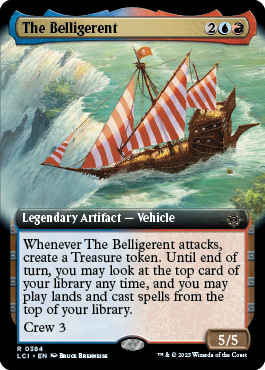 The Belligerent 2
Legendary Artifact — Vehicle
Whenever The Belligerent attacks,
create a Treasure token. Until end of
turn, you may look at the top card of
your library any time, and you may
play lands and cast spells from the
top of your library.
Crew 3
5/5
R 0364
LCI • EN Bruce Brenneise
™ & © 2023 Wizards of the Coast